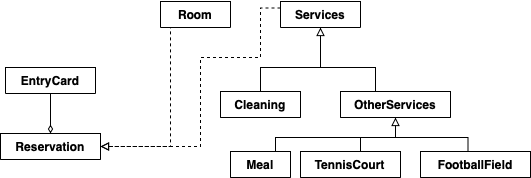 Room
Services
EntryCard
Cleaning
OtherServices
Reservation
Meal
TennisCourt
FootballField